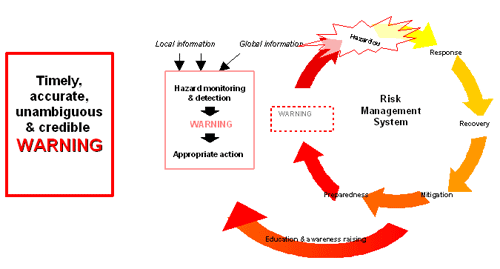 Timely,
accurate,
unambiguous
& credible
WARNING
Local information
Global information
Hazard monitoring
& detection
WARNING
Appropriate action
WARNING
Response
Risk
Management
System
Recovery
Mitigation
Preparedness
Education & awareness raising